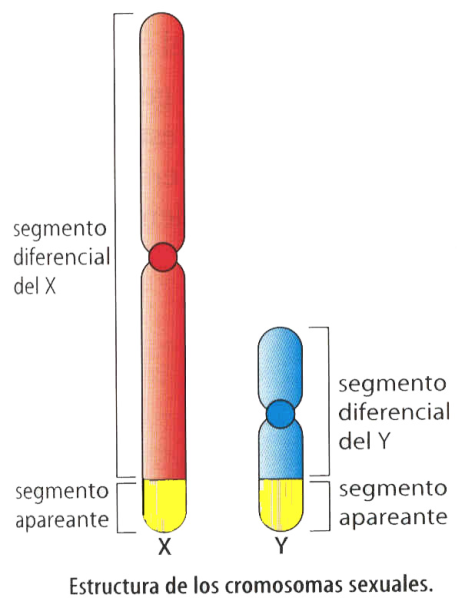 segmento
diferencial
del X
segmento
diferencial
del Y
segmento
apareante
segmento
apareante
X
Y
Estructura de los cromosomas sexuales.